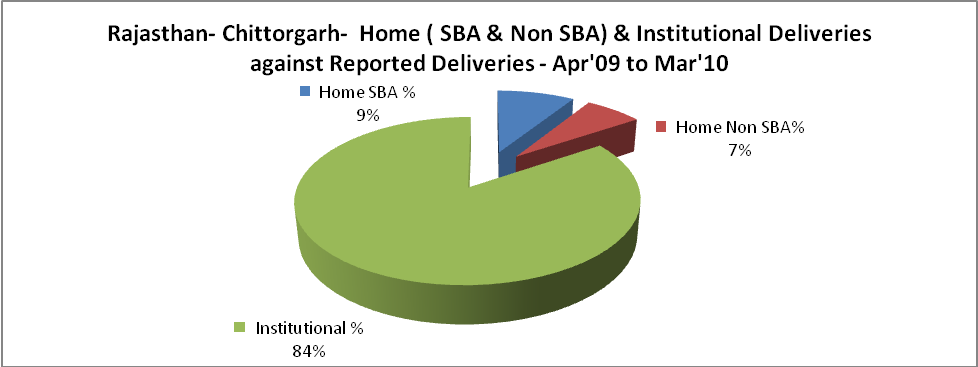 Rajasthan- Chittorgarh-  Home ( SBA & Non SBA) & Institutional Deliveries
against Reported Deliveries - Apr'09 to Mar'10
Home SBA %
9%
Home Non SBA%
7%
Institutional %
84%